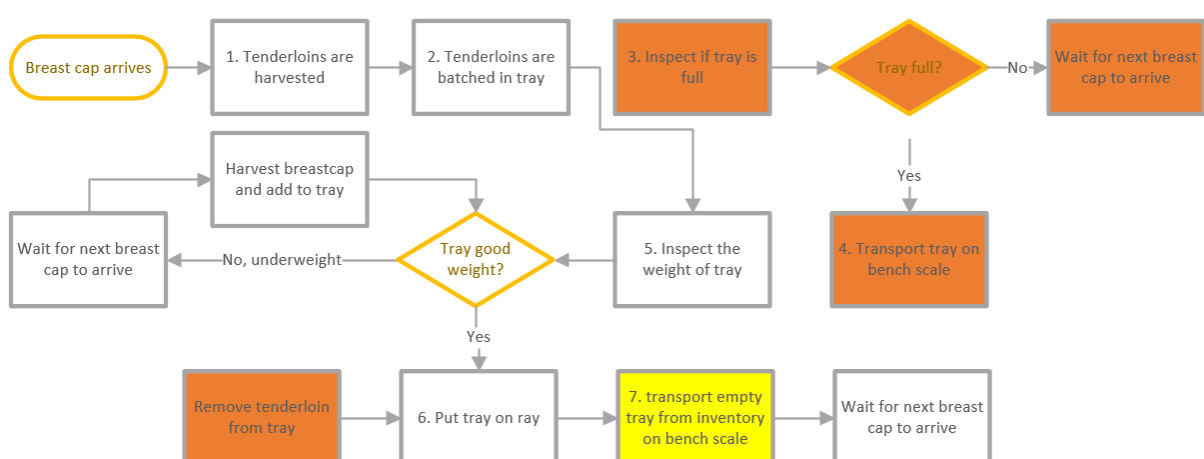 Breast cap arrives
1. Tenderloins are
harvested
2. Tenderloins are
batched in tray
3. Inspect if tray is
full
Tray full?
No
Wait for next breast
cap to arrive
Yes
4. Transport tray on
bench scale
Harvest breastcap
and add to tray
Wait for next breast
cap to arrive
No, underweight
Tray good
weight?
5. Inspect the
weight of tray
Yes
Remove tenderloin
from tray
6. Put tray on ray
7. transport empty
tray from inventory
on bench scale
Wait for next breast
cap to arrive